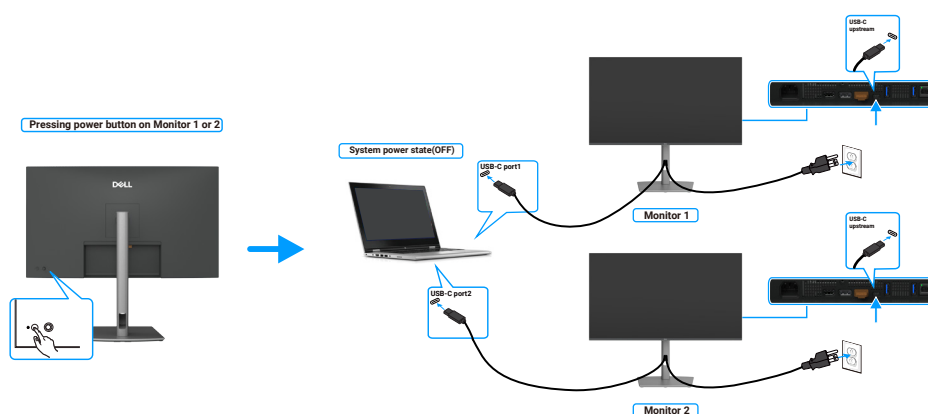 Pressing power button on Monitor 1 or 2
DELL
System power state(OFF)
USB-C port1
USB-C
upstream
Monitor 1
USB-C port2
USB-C
upstream
Monitor 2